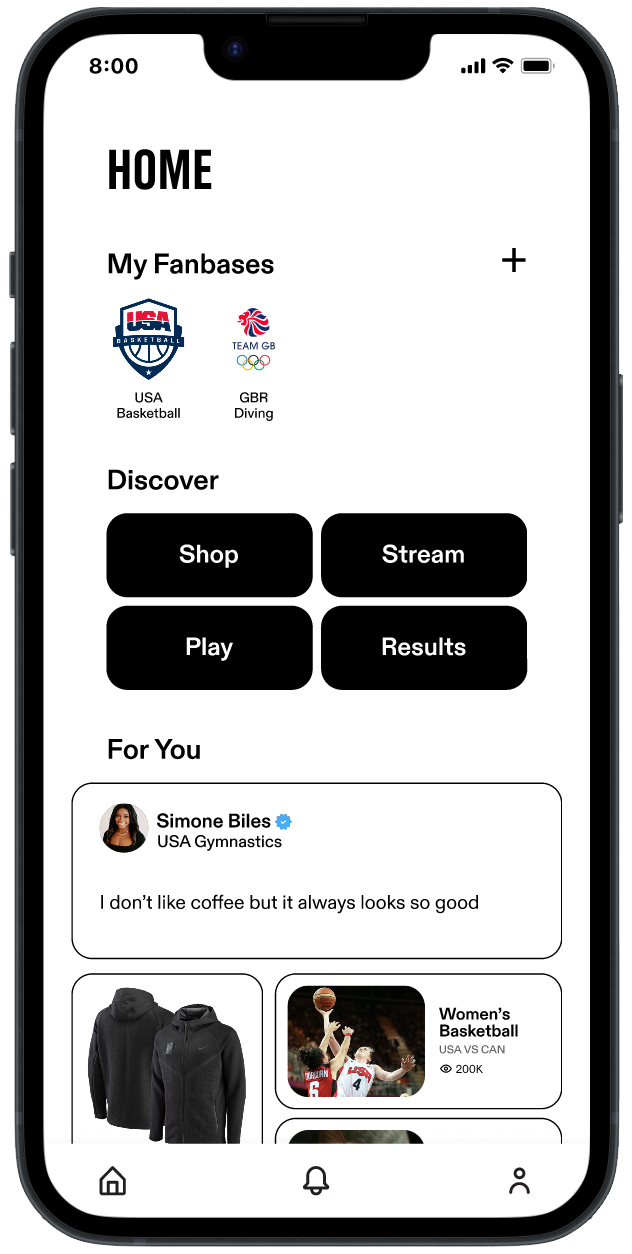 8:00
HOME
My Fanbases
USA
BASKETBALL
TEAM GB
USA
Basketball
GBR
Diving
Discover
Shop
Stream
Play
Results
For You
Simone Biles
USA Gymnastics
I don’t like coffee but it always looks so good
Women’s
Basketball
USA VS CAN
200K
6
4